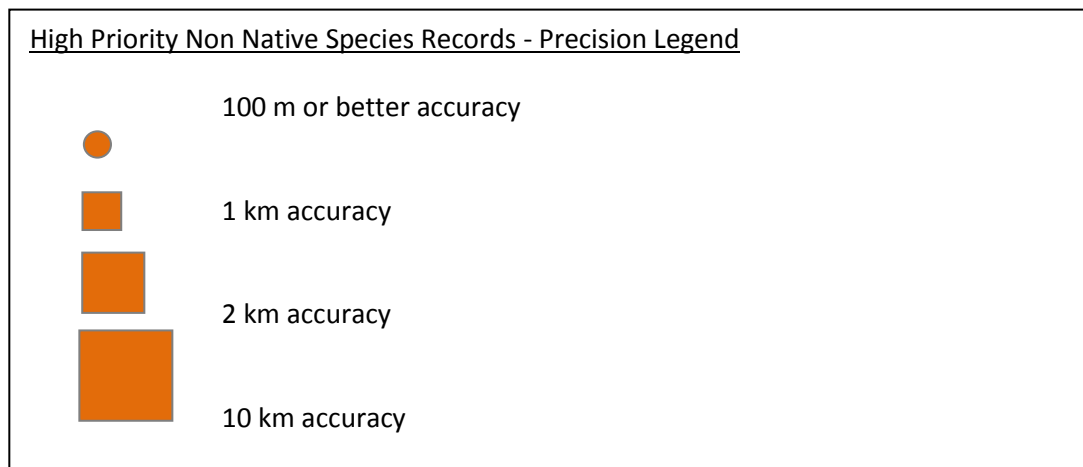 High Priority Non Native Species Records - Precision Legend
100 m or better accuracy
1 km accuracy
2 km accuracy
10 km accuracy